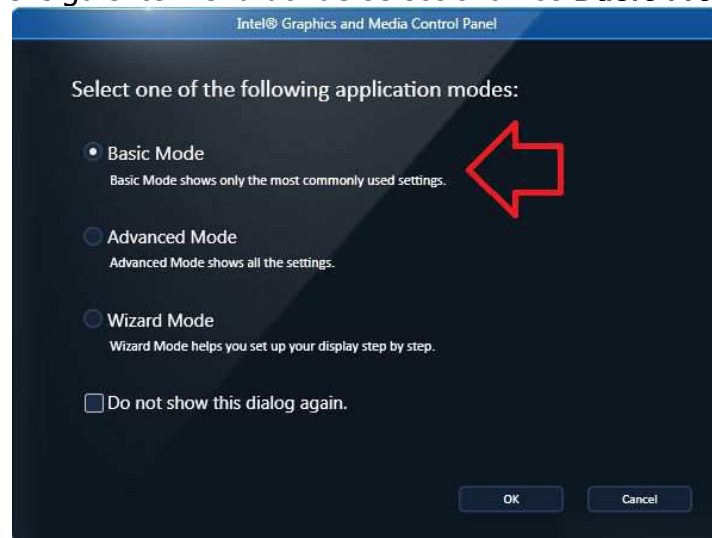 Intel® Graphics and Media Control Panel
Select one of the following application modes:
Basic Mode
Basic Mode shows only the most commonly used settings.
Advanced Mode
Advanced Mode shows all the settings.
Wizard Mode
Wizard Mode helps you set up your display step by step.
Do not show this dialog again.
OK Cancel